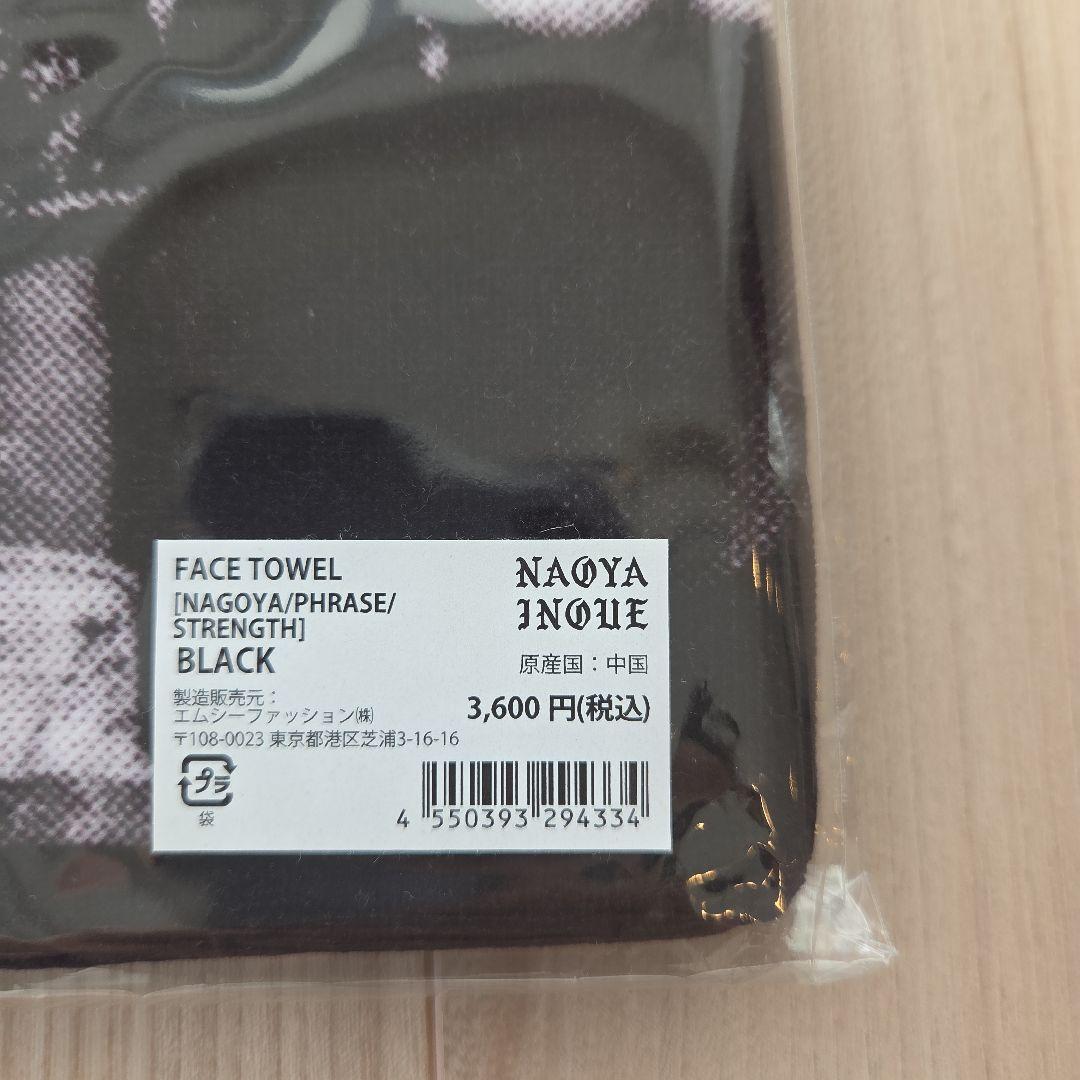 FACE TOWEL
[NAGOYA/PHRASE/
STRENGTH]
BLACK
NAOYA
INOUE
原産国：中国
3,600 円(税込)
製造販売元：
エムシーファッション㈱
〒108-0023 東京都港区芝浦3-16-16
プラ
袋
4 550393 294334